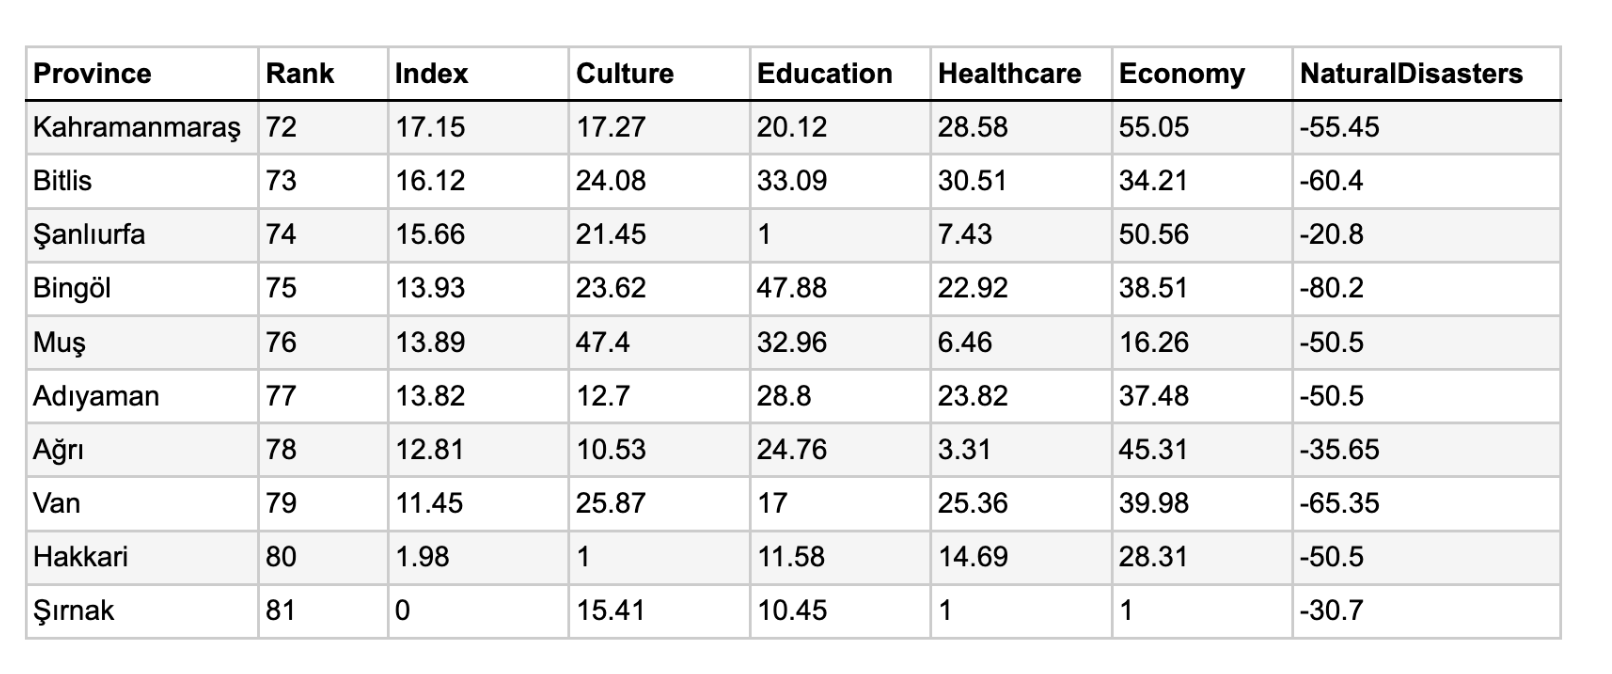 Province Rank Index Culture Education Healthcare Economy NaturalDisasters
Kahramanmaraş 72 17.15 17.27 20.12 28.58 55.05 -55.45
Bitlis 73 16.12 24.08 33.09 30.51 34.21 -60.4
Şanlıurfa 74 15.66 21.45 1 7.43 50.56 -20.8
Bingöl 75 13.93 23.62 47.88 22.92 38.51 -80.2
Muş 76 13.89 47.4 32.96 6.46 16.26 -50.5
Adıyaman 77 13.82 12.7 28.8 23.82 37.48 -50.5
Ağrı 78 12.81 10.53 24.76 3.31 45.31 -35.65
Van 79 11.45 25.87 17 25.36 39.98 -65.35
Hakkari 80 1.98 1 11.58 14.69 28.31 -50.5
Şırnak 81 0 15.41 10.45 1 1 -30.7